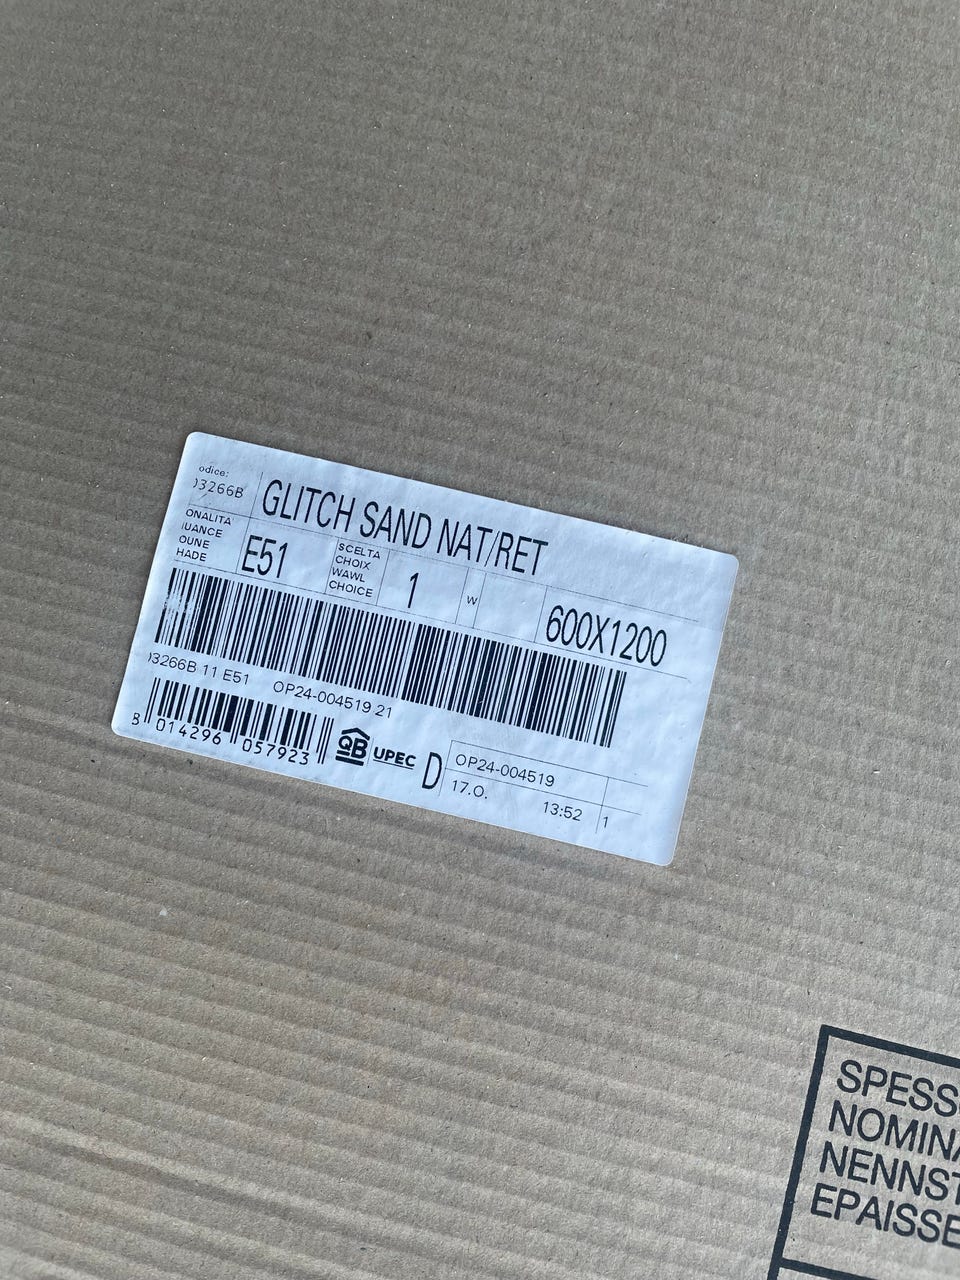 odice:
3266B
GLITCH SAND NAT/RET
ONALITA'
UANCE
OUNE
HADE
E51
SCELTA
CHOIX
WAWL
CHOICE
1
W
600X1200
3266B 11 E51 OP24-004519 21
8 014296 057923
QB UPEC D
OP24-004519
17.O. 13:52 1
SPESS
NOMINA
NENNST
EPAISSE